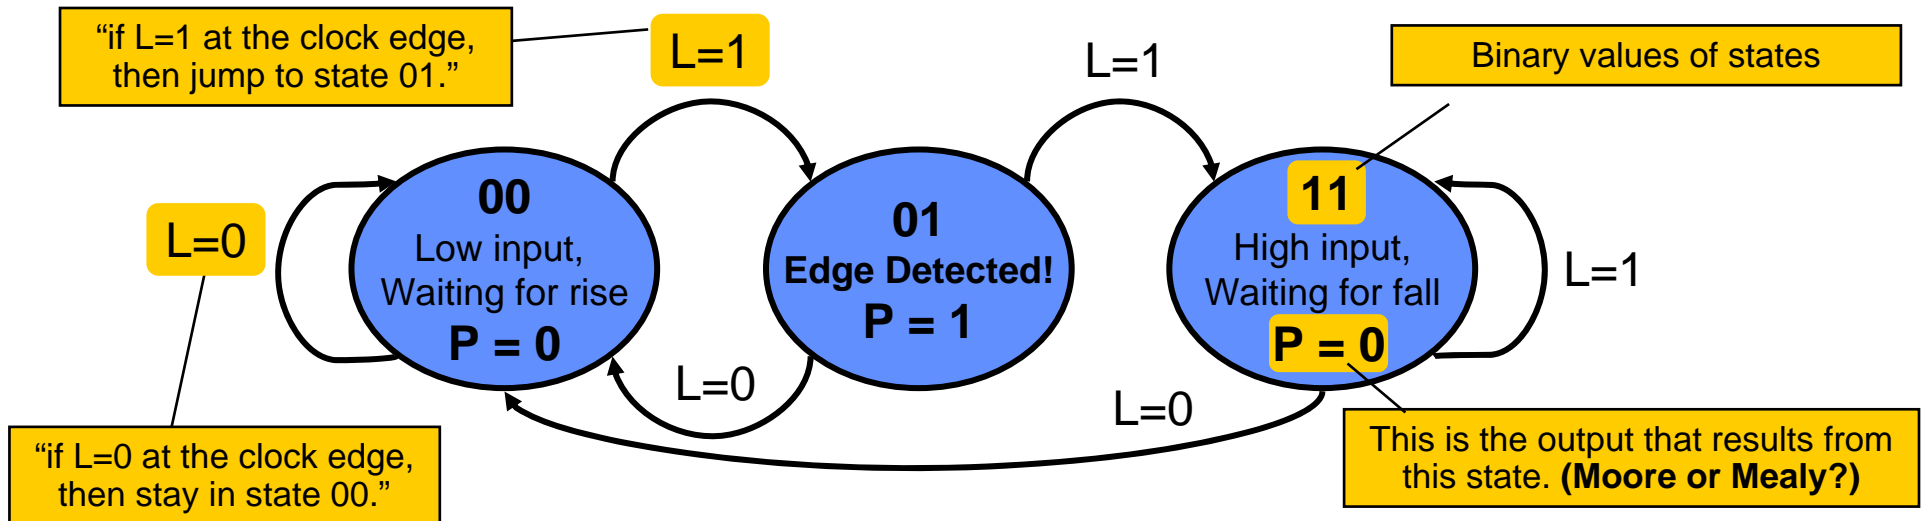 “if L=1 at the clock edge,
then jump to state 01.”
L=1
L=1
Binary values of states
L=0
00
Low input,
Waiting for rise
P = 0
01
Edge Detected!
P = 1
11
High input,
Waiting for fall
P = 0
L=1
L=0
L=0
“if L=0 at the clock edge,
then stay in state 00.”
This is the output that results from
this state. (Moore or Mealy?)